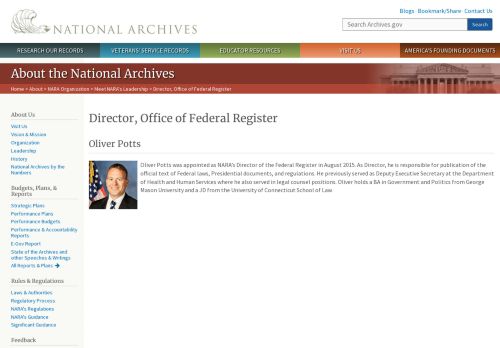 NATIONAL ARCHIVES
Blogs · Bookmark/Share · Contact Us
Search Archives.gov
Search
RESEARCH OUR RECORDS
VETERANS' SERVICE RECORDS
EDUCATOR RESOURCES
VISIT US
AMERICA'S FOUNDING DOCUMENTS
About the National Archives
Home > About > NARA Organization > Meet NARA's Leadership > Director, Office of Federal Register
About Us
Visit Us
Vision & Mission
Organization
Leadership
History
National Archives by the
Numbers
Budgets, Plans, &
Reports
Strategic Plans
Performance Plans
Performance Budgets
Performance & Accountability
Reports
E-Gov Report
State of the Archives and
other Speeches & Writings
All Reports & Plans
Rules & Regulations
Laws & Authorities
Regulatory Process
NARA's Regulations
NARA's Guidance
Significant Guidance
Feedback
Director, Office of Federal Register
Oliver Potts
Oliver Potts was appointed as NARA's Director of the Federal Register in August 2015. As Director, he is responsible for publication of the
official text of Federal laws, Presidential documents, and regulations. He previously served as Deputy Executive Secretary at the Department
of Health and Human Services where he also served in legal counsel positions. Oliver holds a BA in Government and Politics from George
Mason University and a JD from the University of Connecticut School of Law